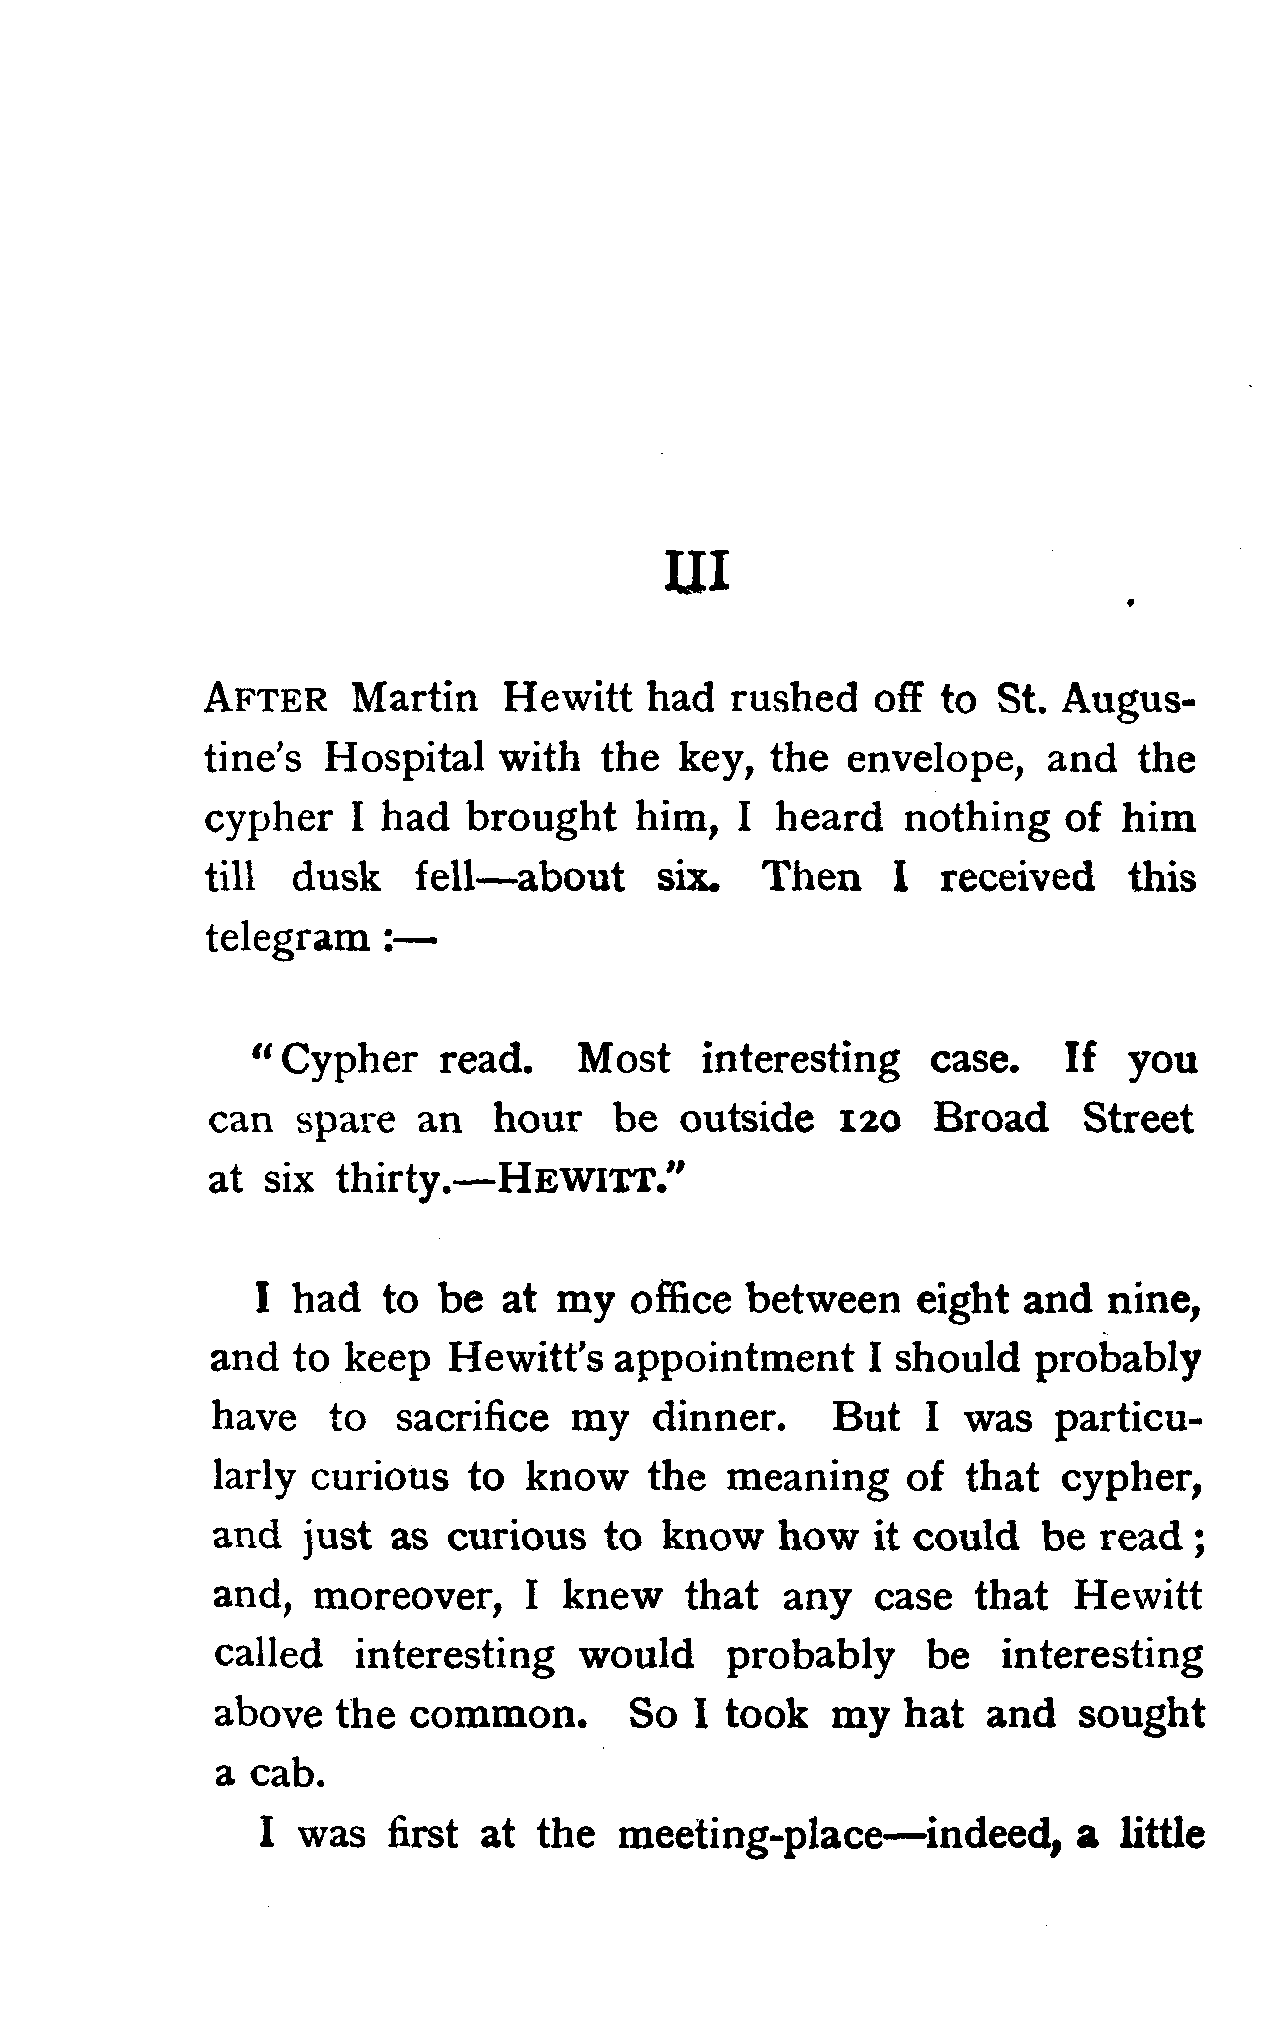 III
AFTER Martin Hewitt had rushed off to St. Augus-
tine's Hospital with the key, the envelope, and the
cypher I had brought him, I heard nothing of him
till dusk fell—about six. Then I received this
telegram :—
"Cypher read. Most interesting case. If you
can spare an hour be outside 120 Broad Street
at six thirty.—HEWITT."
I had to be at my office between eight and nine,
and to keep Hewitt's appointment I should probably
have to sacrifice my dinner. But I was particu-
larly curious to know the meaning of that cypher,
and just as curious to know how it could be read ;
and, moreover, I knew that any case that Hewitt
called interesting would probably be interesting
above the common. So I took my hat and sought
a cab.
I was first at the meeting-place—indeed, a little